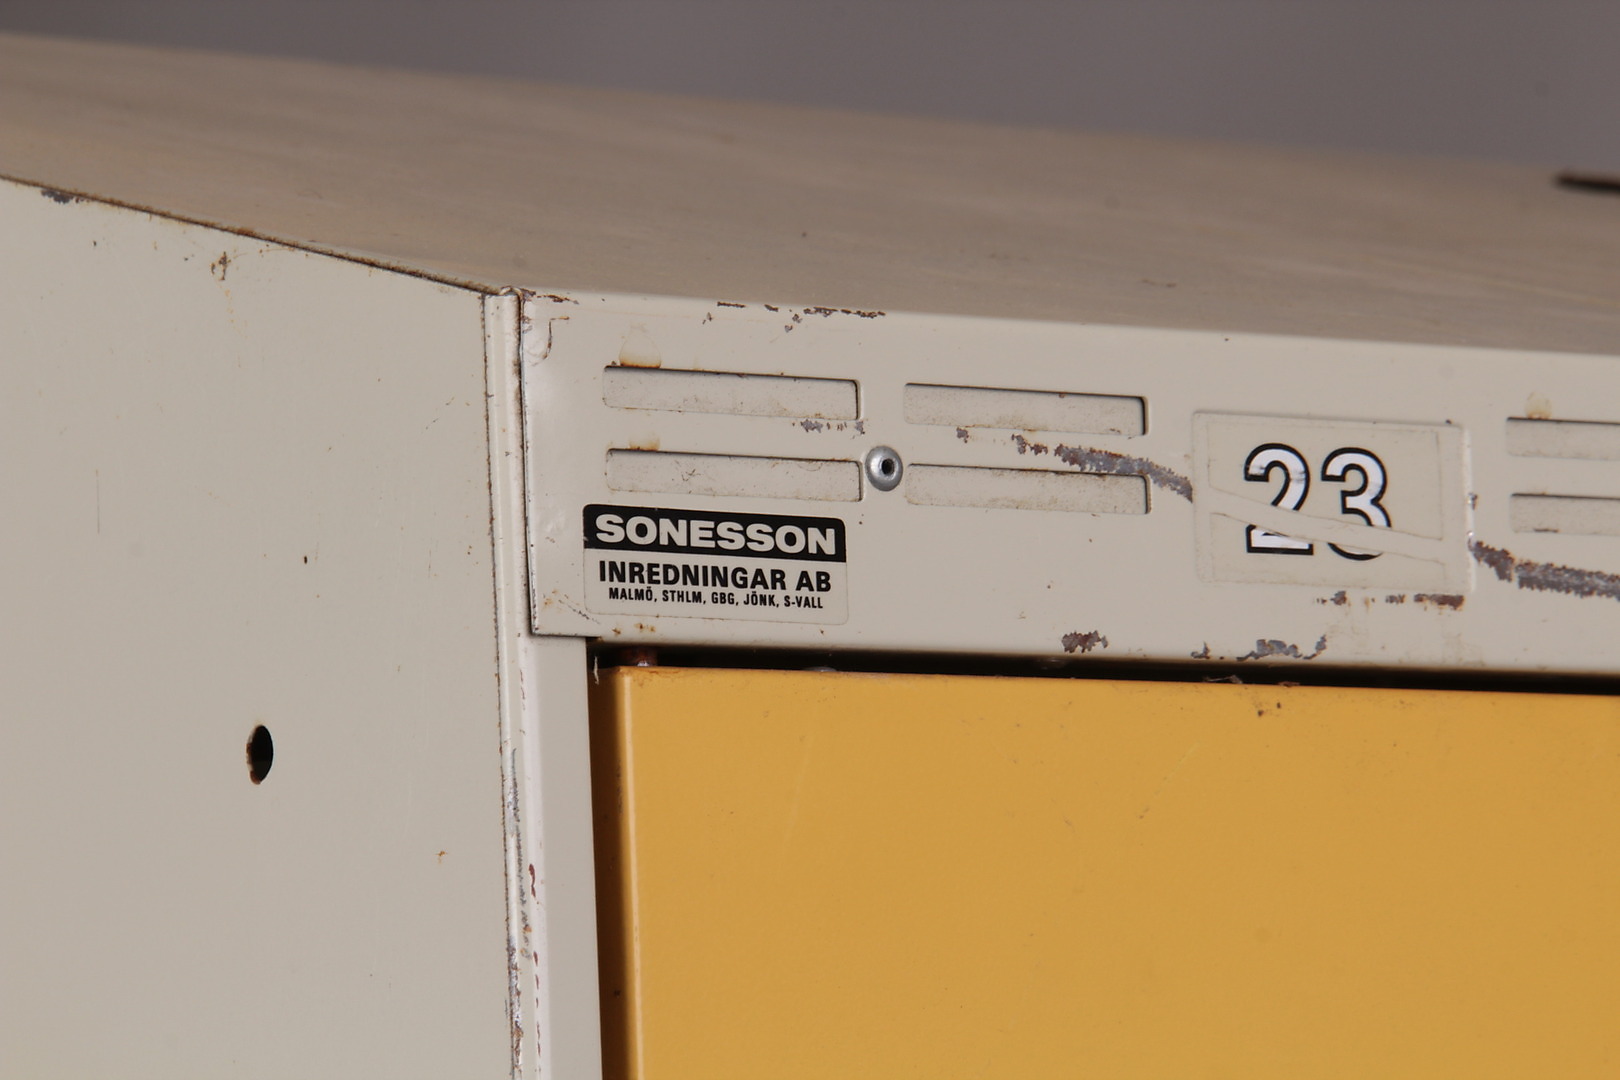 23
SONESSON
INREDNINGAR AB
MALMÖ, STHLM, GBG, JÖNK, S-VALL